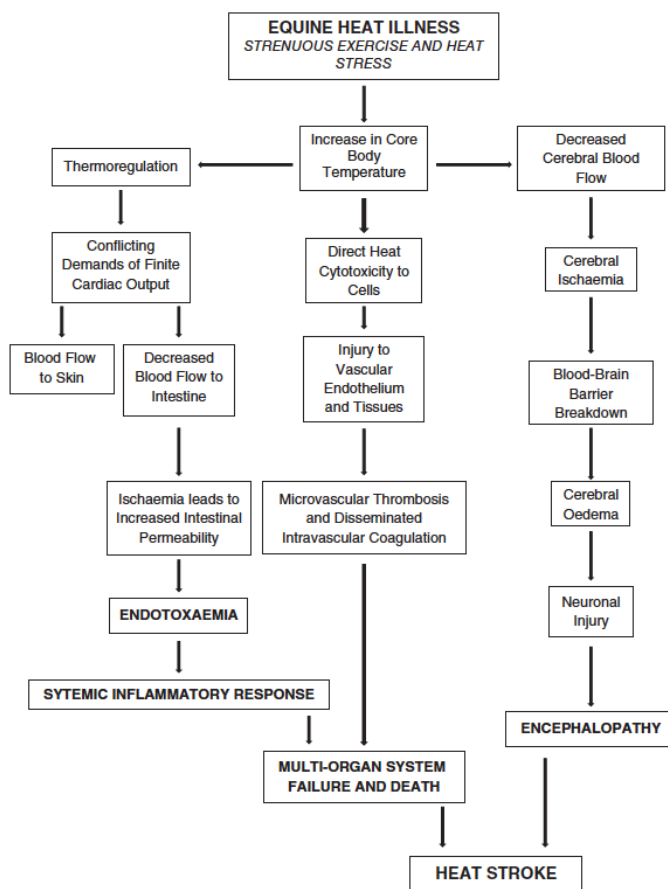 EQUINE HEAT ILLNESS
STRENUOUS EXERCISE AND HEAT
STRESS
Thermoregulation
Increase in Core
Body
Temperature
Decreased
Cerebral Blood
Flow
Conflicting
Demands of Finite
Cardiac Output
Direct Heat
Cytotoxicity to
Cells
Cerebral
Ischaemia
Blood Flow
to Skin
Decreased
Blood Flow to
Intestine
Injury to
Vascular
Endothelium
and Tissues
Blood-Brain
Barrier
Breakdown
Ischaemia leads to
Increased Intestinal
Permeability
Microvascular Thrombosis
and Disseminated
Intravascular Coagulation
Cerebral
Oedema
ENDOTOXAEMIA
Neuronal
Injury
SYTEMIC INFLAMMATORY RESPONSE
ENCEPHALOPATHY
MULTI-ORGAN SYSTEM
FAILURE AND DEATH
HEAT STROKE